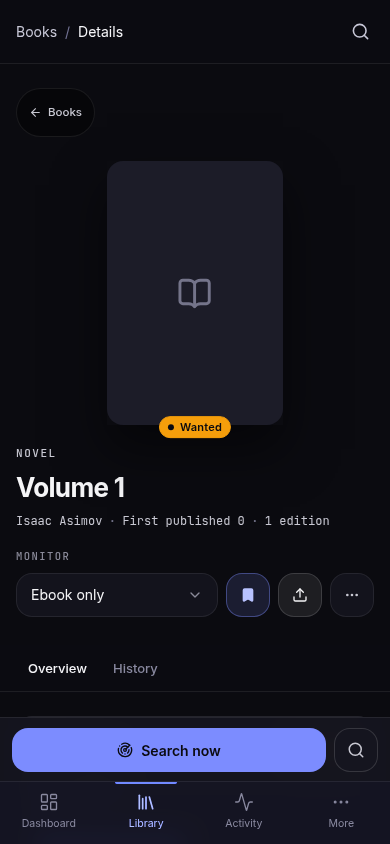 Books / Details
Books
Wanted
NOVEL
Volume 1
Isaac Asimov · First published 0 · 1 edition
MONITOR
Ebook only
Overview History
Search now
Dashboard Library Activity More